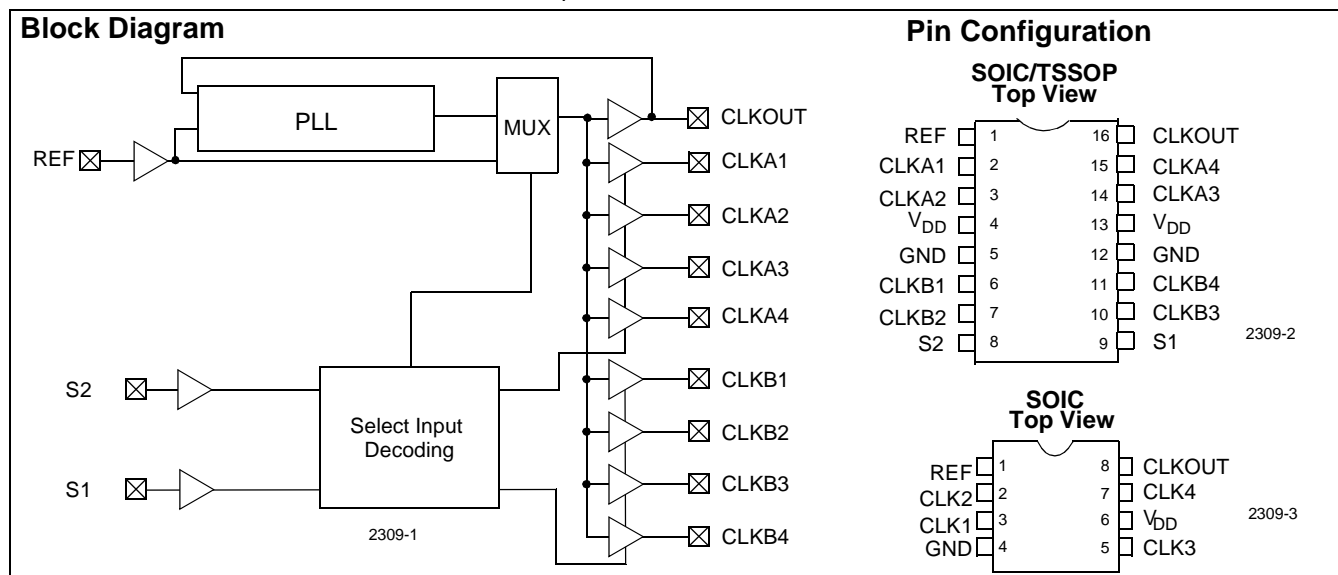 Block Diagram
PLL
MUX
REF
CLKOUT
CLKA1
CLKA2
CLKA3
CLKA4
S2
S1
Select Input
Decoding
CLKB1
CLKB2
CLKB3
CLKB4
2309-1
Pin Configuration
SOIC/TSSOP
Top View
REF 1 16 CLKOUT
CLKA1 2 15 CLKA4
CLKA2 3 14 CLKA3
VDD 4 13 VDD
GND 5 12 GND
CLKB1 6 11 CLKB4
CLKB2 7 10 CLKB3
S2 8 9 S1
2309-2
SOIC
Top View
REF 1 8 CLKOUT
CLK2 2 7 CLK4
CLK1 3 6 VDD
GND 4 5 CLK3
2309-3